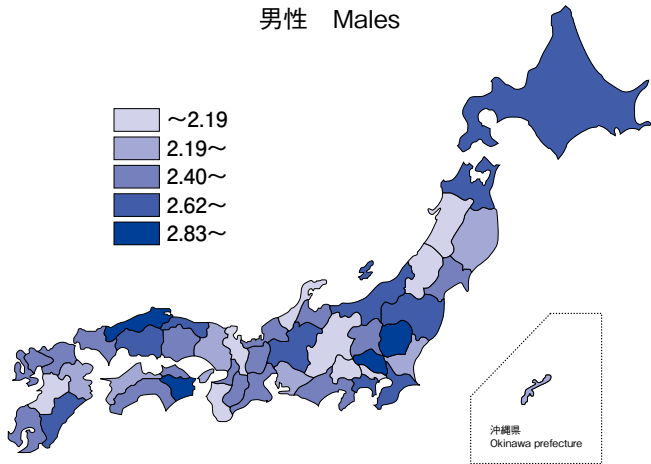 男性　Males
～2.19
2.19～
2.40～
2.62～
2.83～
沖縄県
Okinawa prefecture